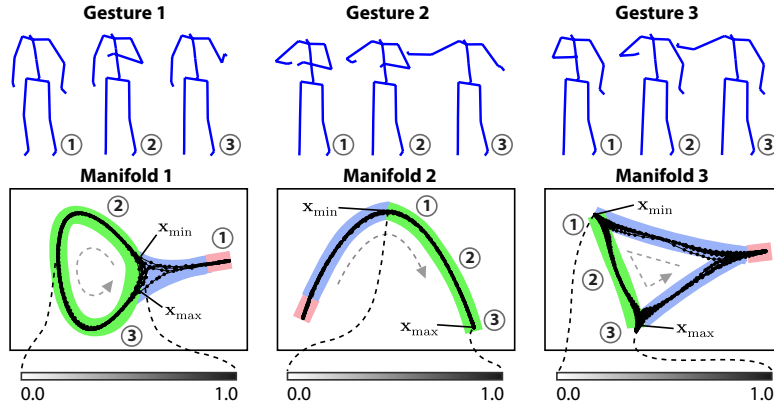 Gesture 1 Gesture 2 Gesture 3
1 2 3 1 2 3 1 2 3
Manifold 1 Manifold 2 Manifold 3
2 x_min 1 x_min 1 1 x_min
1 2 2
3 x_max x_max 3 3 x_max
0.0 1.0 0.0 1.0 0.0 1.0